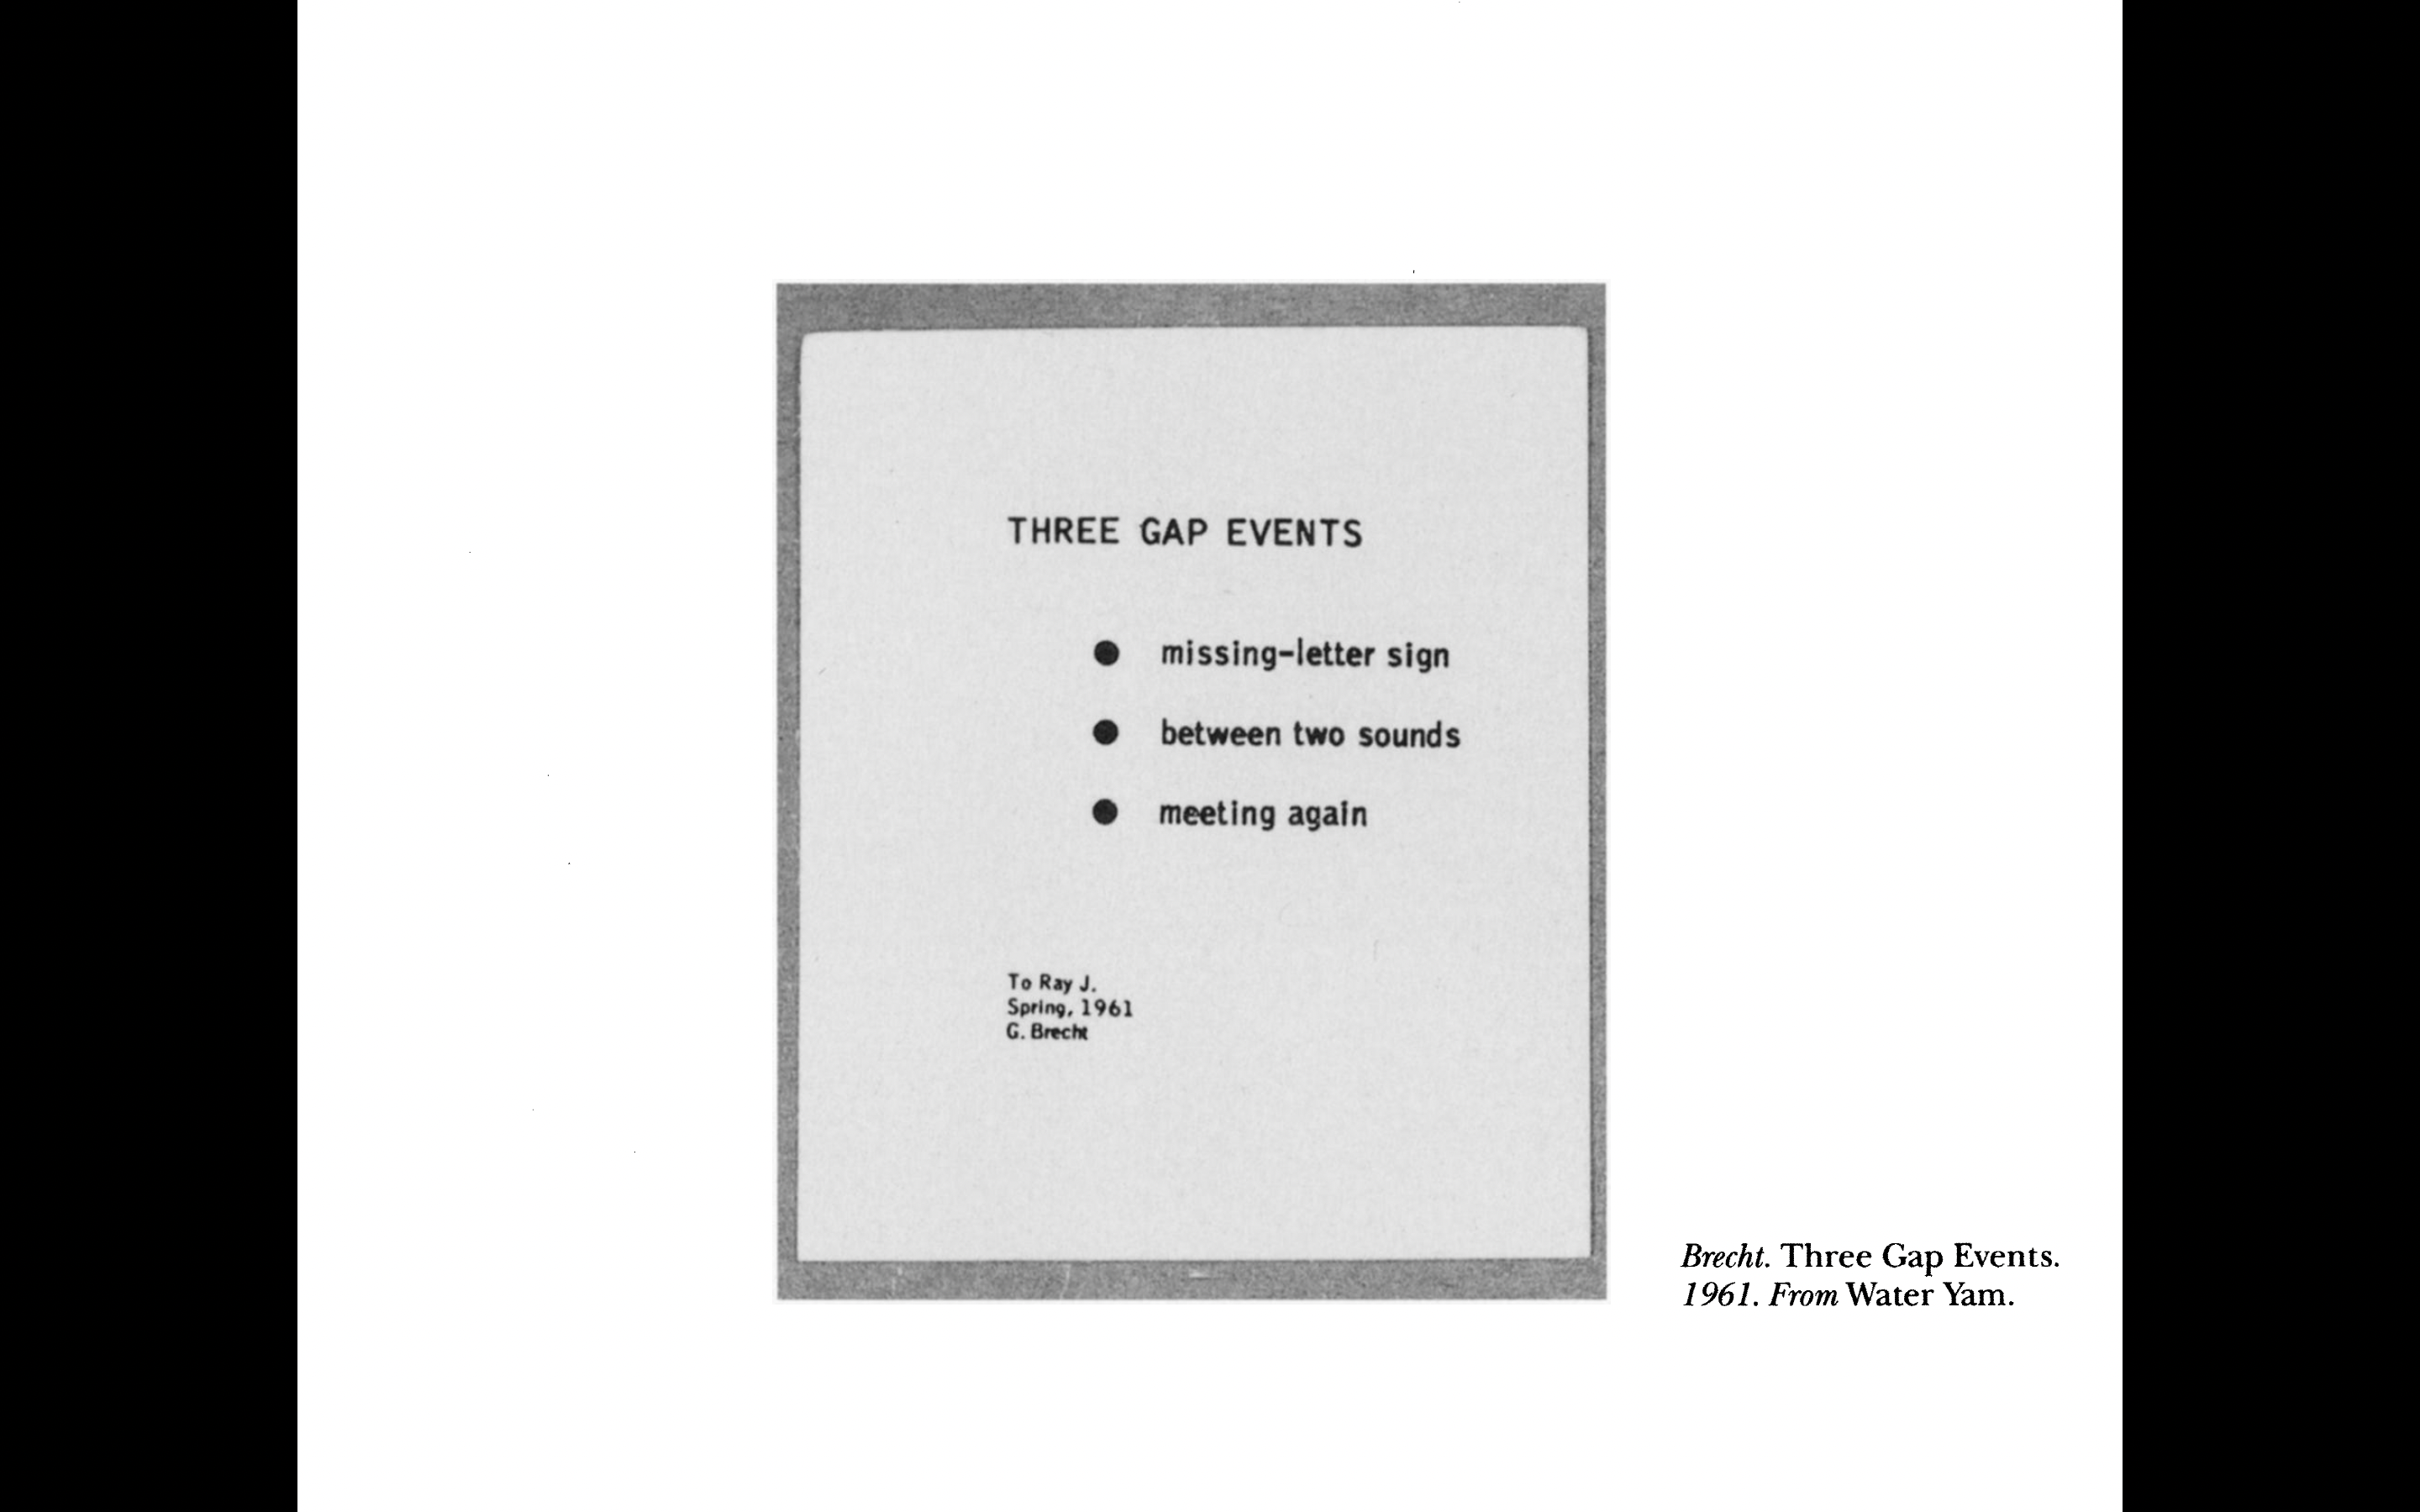 THREE GAP EVENTS
● missing-letter sign
● between two sounds
● meeting again
To Ray J.
Spring, 1961
G. Brecht
Brecht. Three Gap Events.
1961. From Water Yam.